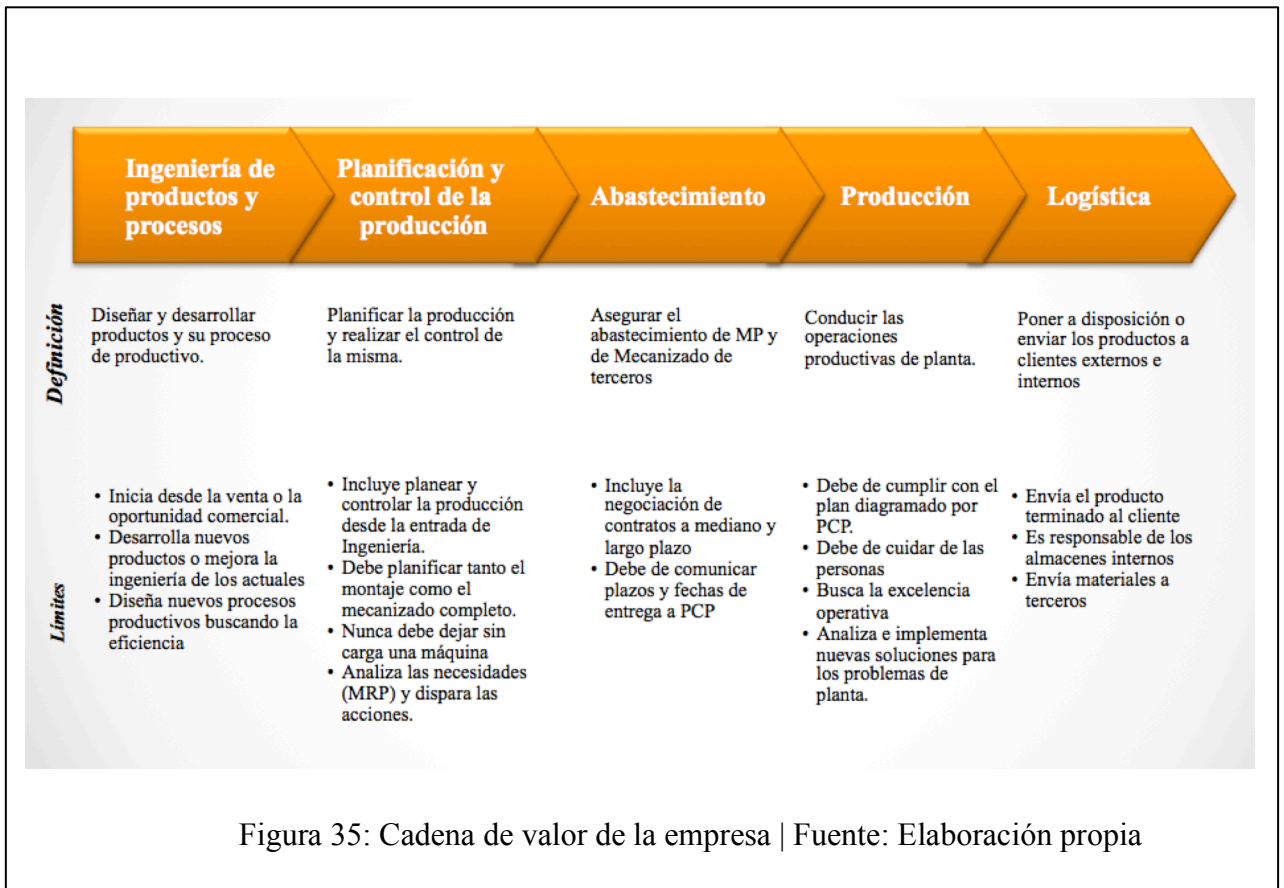 Ingeniería de
productos y
procesos
Planificación y
control de la
producción
Abastecimiento
Producción
Logística
Definición
Diseñar y desarrollar
productos y su proceso
de productivo.
Planificar la producción
y realizar el control de
la misma.
Asegurar el
abastecimiento de MP y
de Mecanizado de
terceros
Conducir las
operaciones
productivas de planta.
Poner a disposición o
enviar los productos a
clientes externos e
internos
Límites
• Inicia desde la venta o la
oportunidad comercial.
• Desarrolla nuevos
productos o mejora la
ingeniería de los actuales
• Diseña nuevos procesos
productivos buscando la
eficiencia
• Incluye planear y
controlar la producción
desde la entrada de
Ingeniería.
• Debe planificar tanto el
montaje como el
mecanizado completo.
• Nunca debe dejar sin
carga una máquina
• Analiza las necesidades
(MRP) y dispara las
acciones.
• Incluye la
negociación de
contratos a mediano y
largo plazo
• Debe de comunicar
plazos y fechas de
entrega a PCP
• Debe de cumplir con el
plan diagramado por
PCP.
• Debe de cuidar de las
personas
• Busca la excelencia
operativa
• Analiza e implementa
nuevas soluciones para
los problemas de
planta.
• Envía el producto
terminado al cliente
• Es responsable de los
almacenes internos
• Envía materiales a
terceros
Figura 35: Cadena de valor de la empresa | Fuente: Elaboración propia